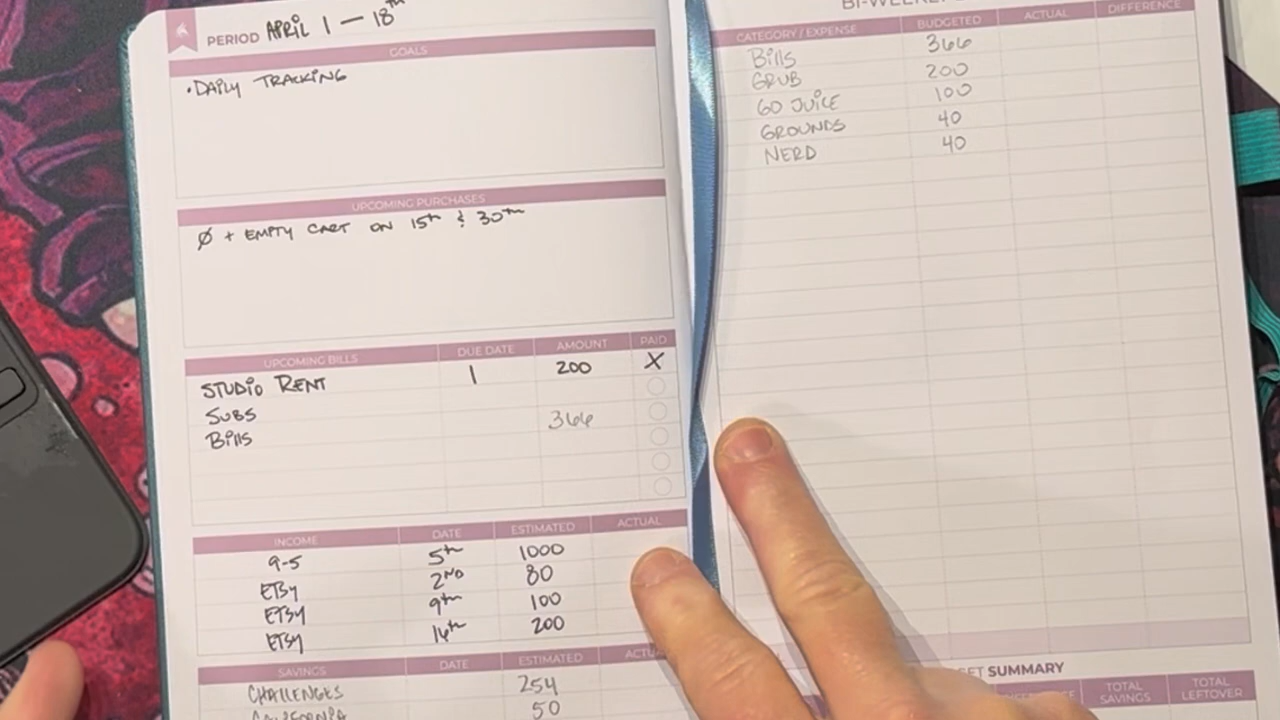 PERIOD APRIL 1 — 18th
GOALS
• DAILY TRACKING
UPCOMING PURCHASES
Ø + EMPTY CART ON 15th & 30th
UPCOMING BILLS DUE DATE AMOUNT PAID
STUDIO RENT 1 200 X
SUBS
BILLS 366
INCOME DATE ESTIMATED ACTUAL
9-5 5th 1000
ETSY 2ND 80
ETSY 9th 100
ETSY 16th 200
SAVINGS DATE ESTIMATED
CHALLENGES 254
CALIFORNIA 50
CATEGORY / EXPENSE BUDGETED ACTUAL DIFFERENCE
BILLS 366
GRUB 200
GO JUICE 100
GROUNDS 40
NERD 40
SUMMARY
TOTAL SAVINGS TOTAL LEFTOVER